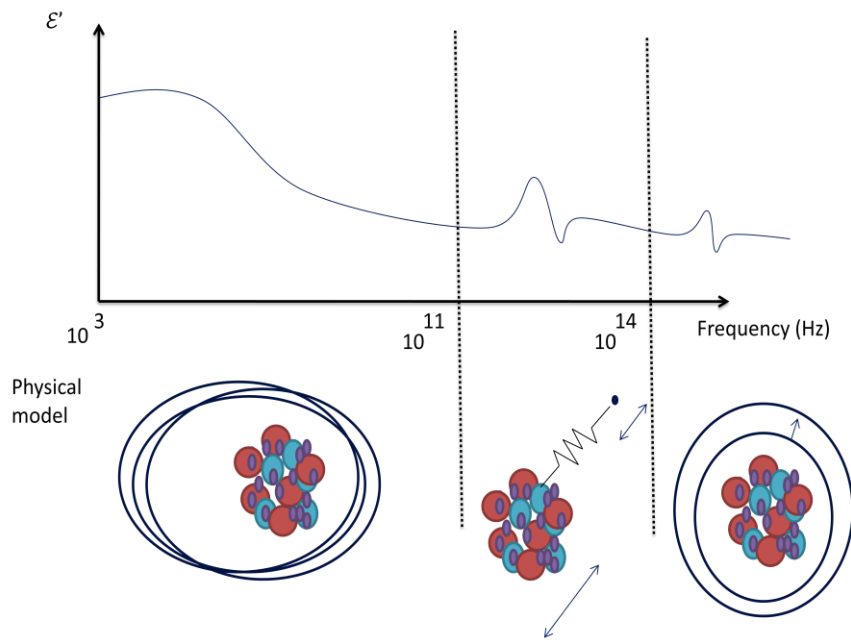 ε'
10³
10¹¹
10¹⁴
Frequency (Hz)
Physical
model